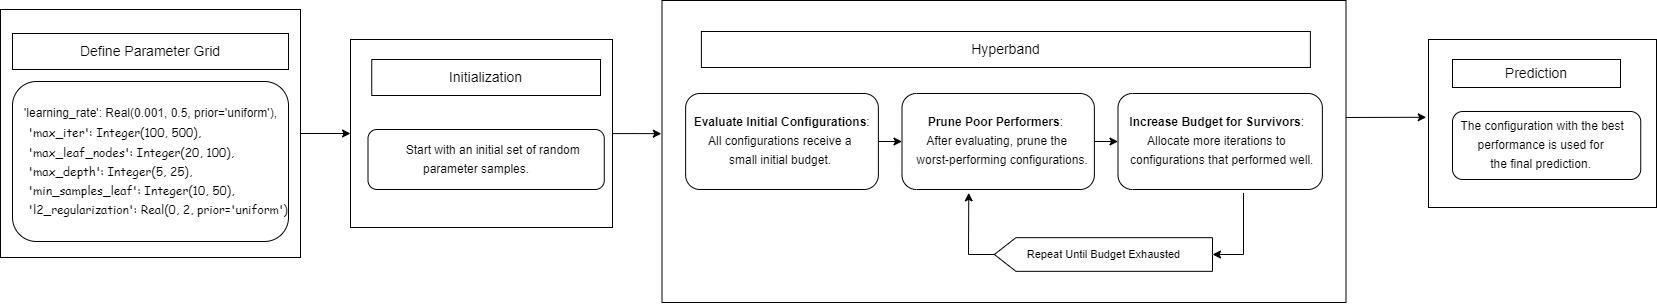 Define Parameter Grid
'learning_rate': Real(0.001, 0.5, prior='uniform'),
'max_iter': Integer(100, 500),
'max_leaf_nodes': Integer(20, 100),
'max_depth': Integer(5, 25),
'min_samples_leaf': Integer(10, 50),
'l2_regularization': Real(0, 2, prior='uniform')
Initialization
Start with an initial set of random
parameter samples.
Hyperband
Evaluate Initial Configurations:
All configurations receive a
small initial budget.
Prune Poor Performers:
After evaluating, prune the
worst-performing configurations.
Increase Budget for Survivors:
Allocate more iterations to
configurations that performed well.
Repeat Until Budget Exhausted
Prediction
The configuration with the best
performance is used for
the final prediction.